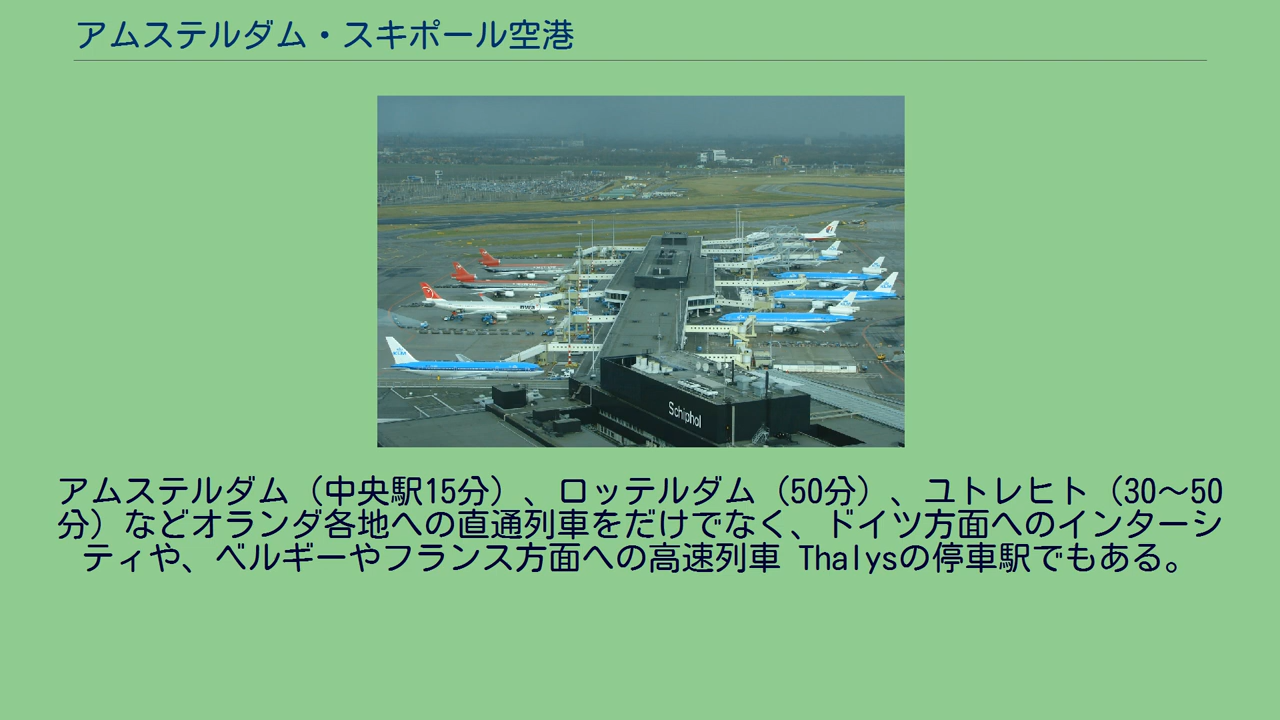 アムステルダム・スキポール空港
Schiphol
アムステルダム（中央駅15分）、ロッテルダム（50分）、ユトレヒト（30～50
分）などオランダ各地への直通列車をだけでなく、ドイツ方面へのインターシ
ティや、ベルギーやフランス方面への高速列車 Thalysの停車駅でもある。